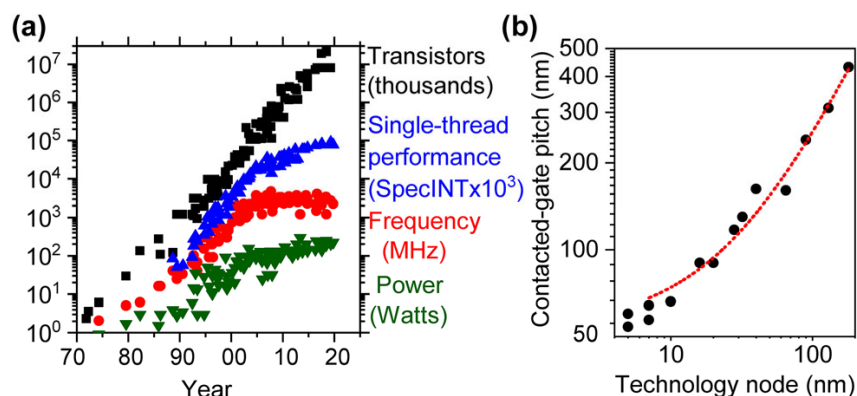 (a)
10^7
10^6
10^5
10^4
10^3
10^2
10^1
10^0
70 80 90 00 10 20
Year
Transistors
(thousands)
Single-thread
performance
(SpecINTx10^3)
Frequency
(MHz)
Power
(Watts)
(b)
Contacted-gate pitch (nm)
500
400
300
200
100
50
10 100
Technology node (nm)